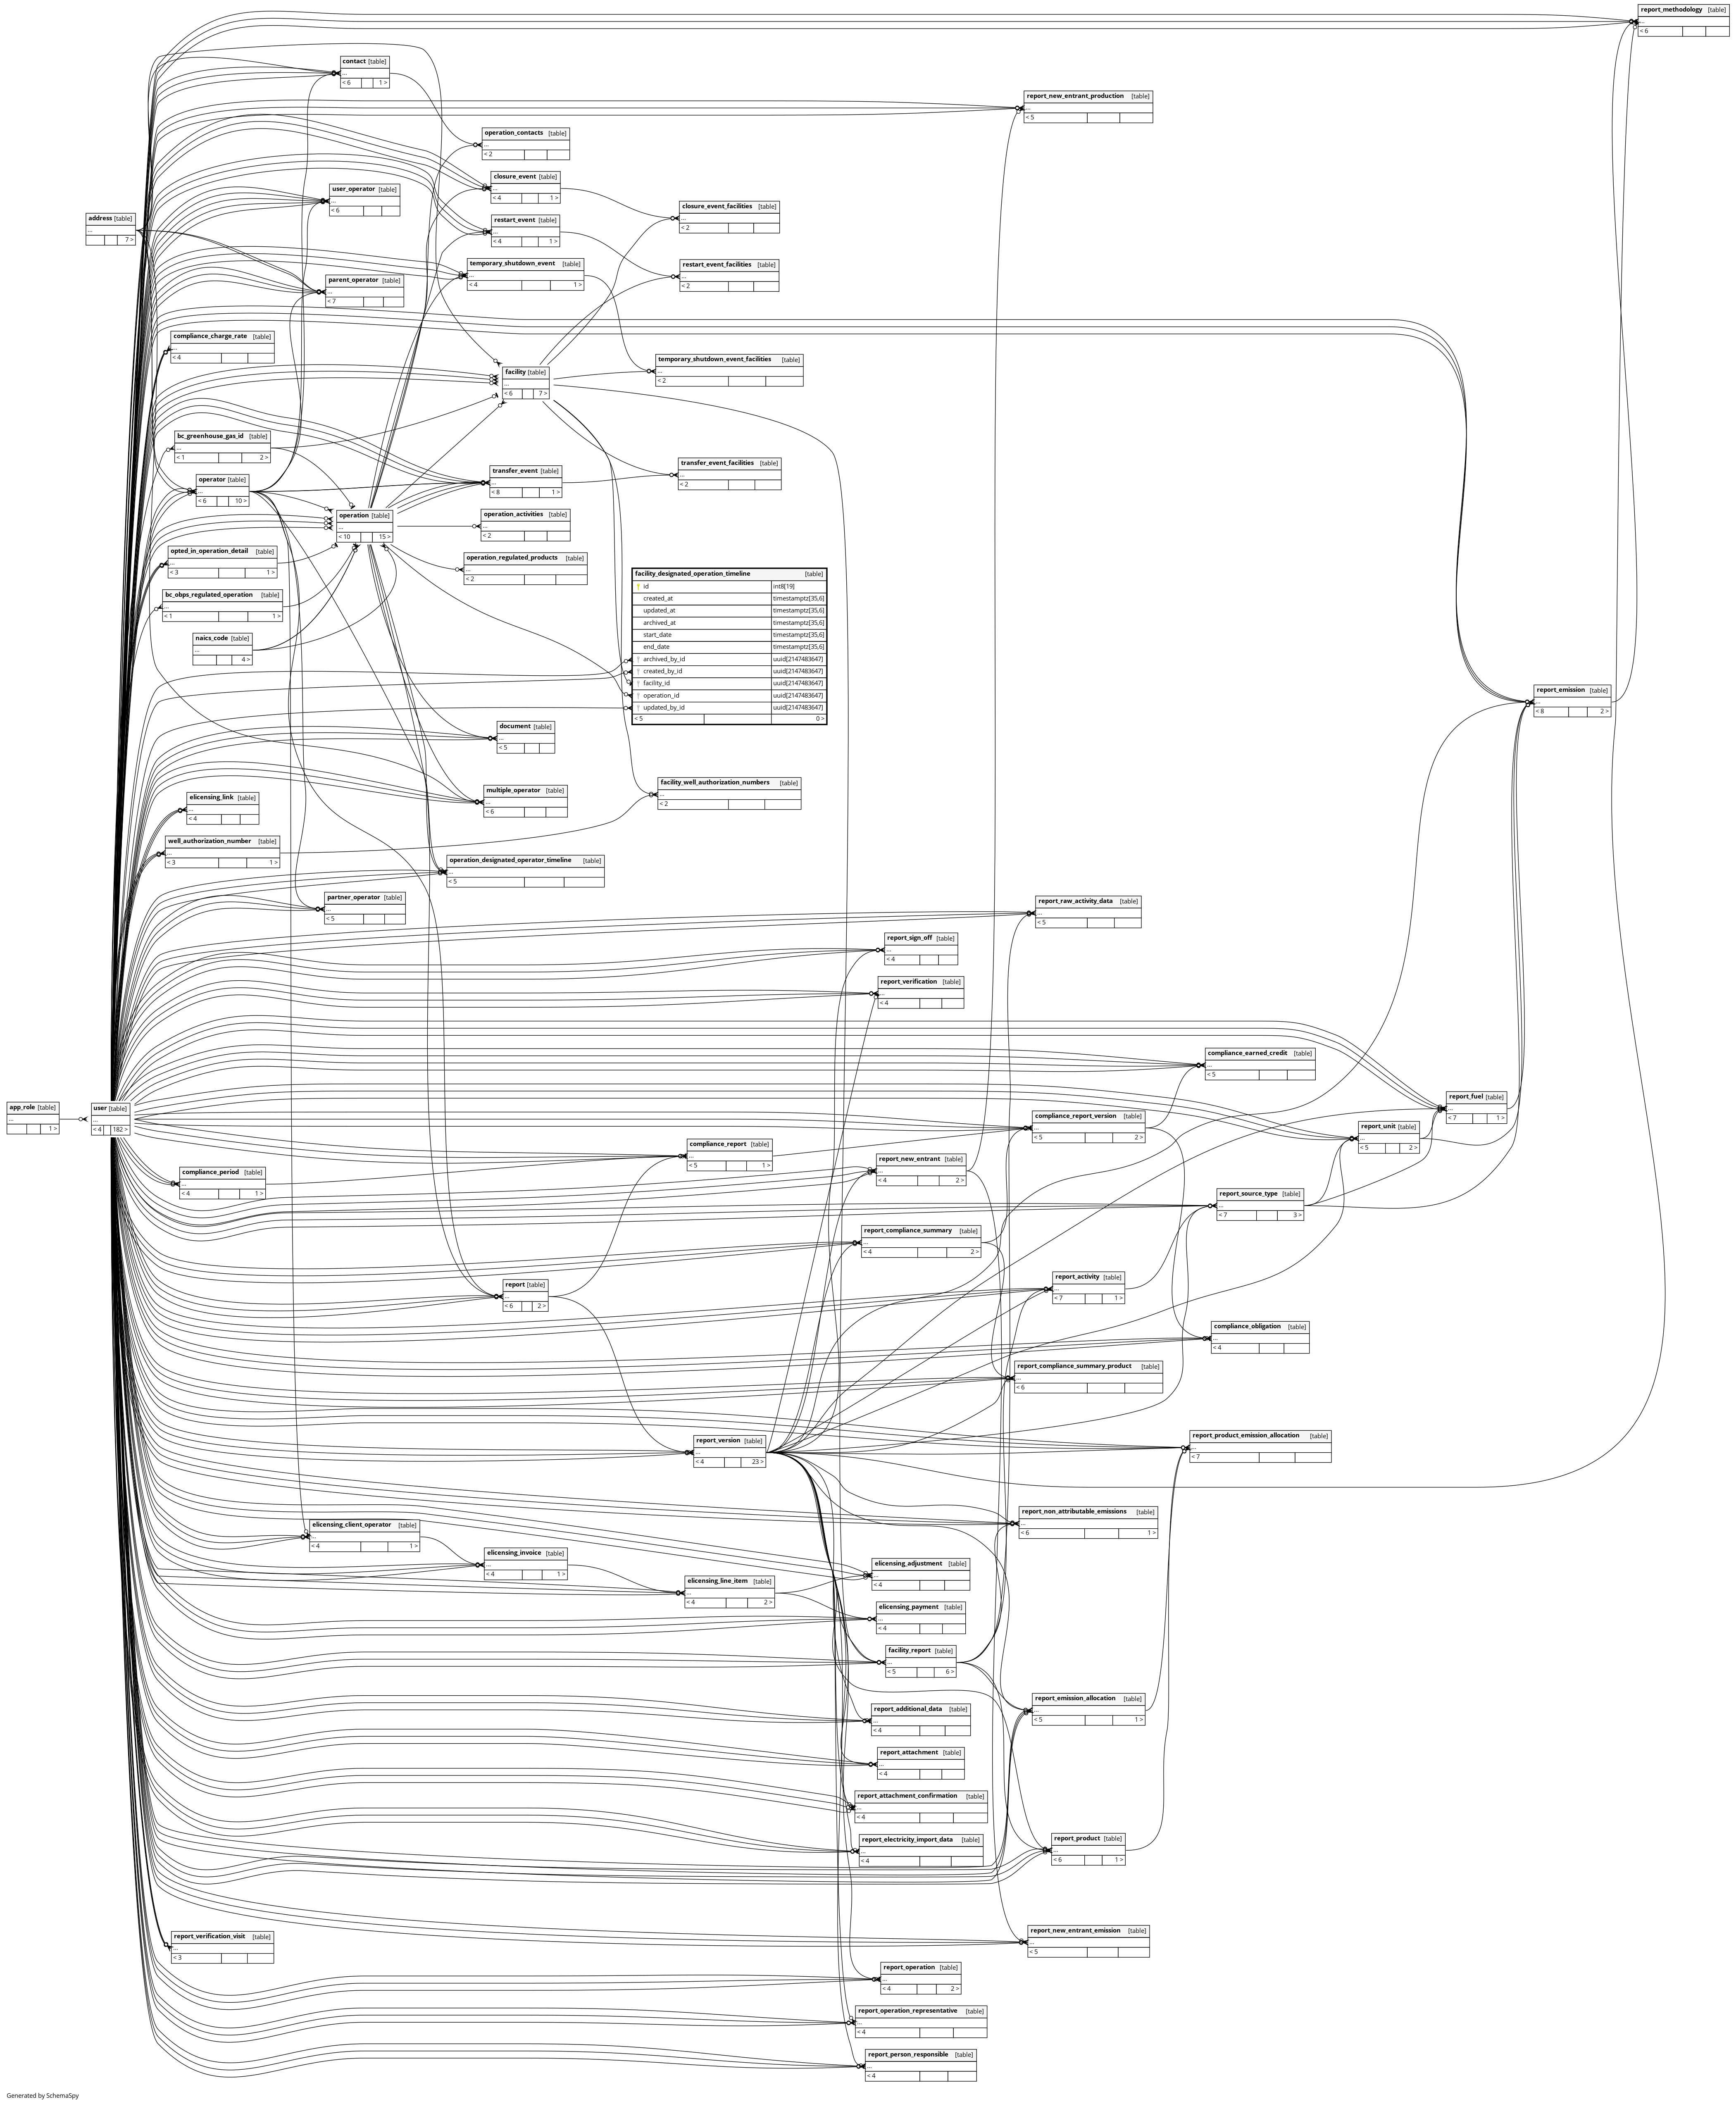 report_methodology [table]
...
< 6
contact [table]
...
< 6 1 >
report_new_entrant_production [table]
...
< 5
operation_contacts [table]
...
< 2
closure_event [table]
...
< 4 1 >
user_operator [table]
...
< 6
closure_event_facilities [table]
...
< 2
address [table]
...
7 >
restart_event [table]
...
< 4 1 >
temporary_shutdown_event [table]
...
< 4 1 >
restart_event_facilities [table]
...
< 2
parent_operator [table]
...
< 7
compliance_charge_rate [table]
...
< 4
temporary_shutdown_event_facilities [table]
...
< 2
facility [table]
...
< 6 7 >
bc_greenhouse_gas_id [table]
...
< 1 2 >
transfer_event_facilities [table]
...
< 2
transfer_event [table]
...
< 8 1 >
operator [table]
...
< 6 10 >
operation [table]
...
< 10 15 >
operation_activities [table]
...
< 2
opted_in_operation_detail [table]
...
< 3 1 >
operation_regulated_products [table]
...
< 2
facility_designated_operation_timeline [table]
id int8[19]
created_at timestamptz[35,6]
updated_at timestamptz[35,6]
archived_at timestamptz[35,6]
start_date timestamptz[35,6]
end_date timestamptz[35,6]
archived_by_id uuid[2147483647]
created_by_id uuid[2147483647]
facility_id uuid[2147483647]
operation_id uuid[2147483647]
updated_by_id uuid[2147483647]
< 5 0 >
bc_obps_regulated_operation [table]
...
< 1 1 >
naics_code [table]
...
4 >
report_emission [table]
...
< 8 2 >
document [table]
...
< 5
facility_well_authorization_numbers [table]
...
< 2
multiple_operator [table]
...
< 6
elicensing_link [table]
...
< 4
well_authorization_number [table]
...
< 3 1 >
operation_designated_operator_timeline [table]
...
< 5
partner_operator [table]
...
< 5
report_raw_activity_data [table]
...
< 5
report_sign_off [table]
...
< 4
report_verification [table]
...
< 4
compliance_earned_credit [table]
...
< 5
report_fuel [table]
...
< 7 1 >
app_role [table]
...
1 >
user [table]
...
< 4 182 >
compliance_report_version [table]
...
< 5 2 >
report_unit [table]
...
< 5 2 >
compliance_report [table]
...
< 5 1 >
report_new_entrant [table]
...
< 4 2 >
compliance_period [table]
...
< 4 1 >
report_source_type [table]
...
< 7 3 >
report_compliance_summary [table]
...
< 4 2 >
report_activity [table]
...
< 7 1 >
report [table]
...
< 6 2 >
compliance_obligation [table]
...
< 4
report_compliance_summary_product [table]
...
< 6
report_product_emission_allocation [table]
...
< 7
report_version [table]
...
< 4 23 >
report_non_attributable_emissions [table]
...
< 6 1 >
elicensing_client_operator [table]
...
< 4 1 >
elicensing_invoice [table]
...
< 4 1 >
elicensing_adjustment [table]
...
< 4
elicensing_line_item [table]
...
< 4 2 >
elicensing_payment [table]
...
< 4
facility_report [table]
...
< 5 6 >
report_emission_allocation [table]
...
< 5 1 >
report_additional_data [table]
...
< 4
report_attachment [table]
...
< 4
report_attachment_confirmation [table]
...
< 4
report_electricity_import_data [table]
...
< 4
report_product [table]
...
< 6 1 >
report_new_entrant_emission [table]
...
< 5
report_verification_visit [table]
...
< 3
report_operation [table]
...
< 4 2 >
report_operation_representative [table]
...
< 4
report_person_responsible [table]
...
< 4
Generated by SchemaSpy